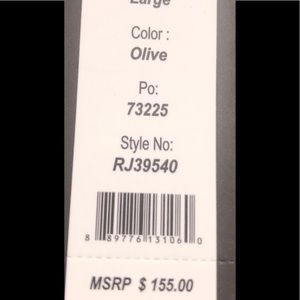 Large
Color :
Olive
Po:
73225
Style No:
RJ39540
8 89776 13106 0
MSRP $ 155.00